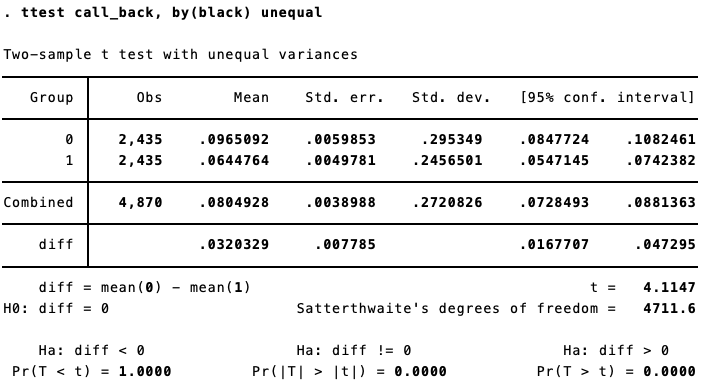 . ttest call_back, by(black) unequal
Two-sample t test with unequal variances
Group Obs Mean Std. err. Std. dev. [95% conf. interval]
0 2,435 .0965092 .0059853 .295349 .0847724 .1082461
1 2,435 .0644764 .0049781 .2456501 .0547145 .0742382
Combined 4,870 .0804928 .0038988 .2720826 .0728493 .0881363
diff .0320329 .007785 .0167707 .047295
diff = mean(0) - mean(1) t = 4.1147
H0: diff = 0 Satterthwaite's degrees of freedom = 4711.6
Ha: diff < 0 Ha: diff != 0 Ha: diff > 0
Pr(T < t) = 1.0000 Pr(|T| > |t|) = 0.0000 Pr(T > t) = 0.0000